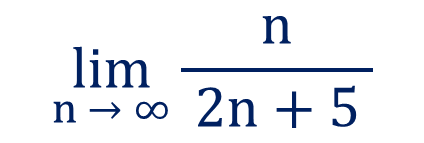 lim n
n → ∞ 2n + 5